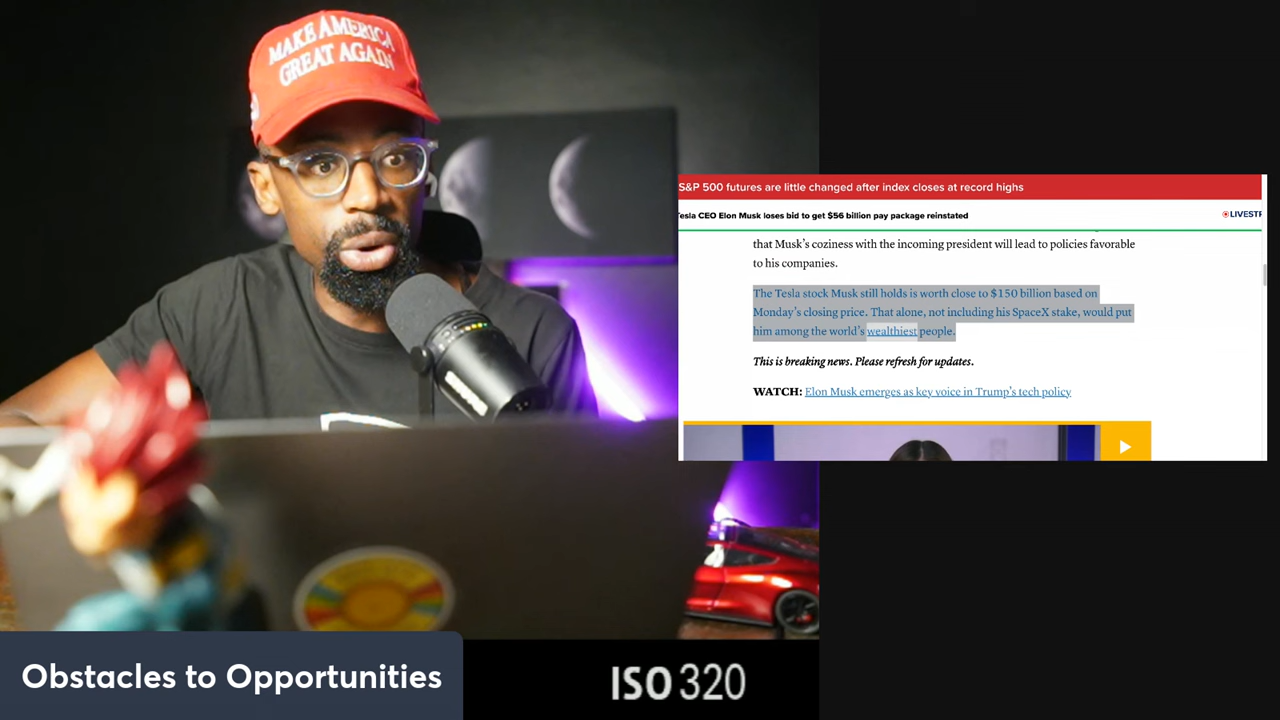 MAKE AMERICA
GREAT AGAIN
S&P 500 futures are little changed after index closes at record highs
Tesla CEO Elon Musk loses bid to get $56 billion pay package reinstated
LIVESTR
that Musk's coziness with the incoming president will lead to policies favorable
to his companies.
The Tesla stock Musk still holds is worth close to $150 billion based on
Monday's closing price. That alone, not including his SpaceX stake, would put
him among the world's wealthiest people.
This is breaking news. Please refresh for updates.
WATCH: Elon Musk emerges as key voice in Trump's tech policy
Obstacles to Opportunities
ISO 320